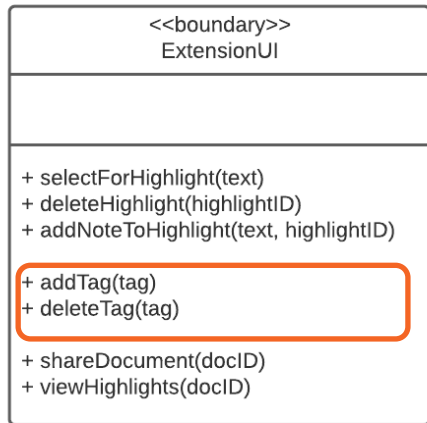 <<boundary>>
ExtensionUI
+ selectForHighlight(text)
+ deleteHighlight(highlightID)
+ addNoteToHighlight(text, highlightID)
+ addTag(tag)
+ deleteTag(tag)
+ shareDocument(docID)
+ viewHighlights(docID)